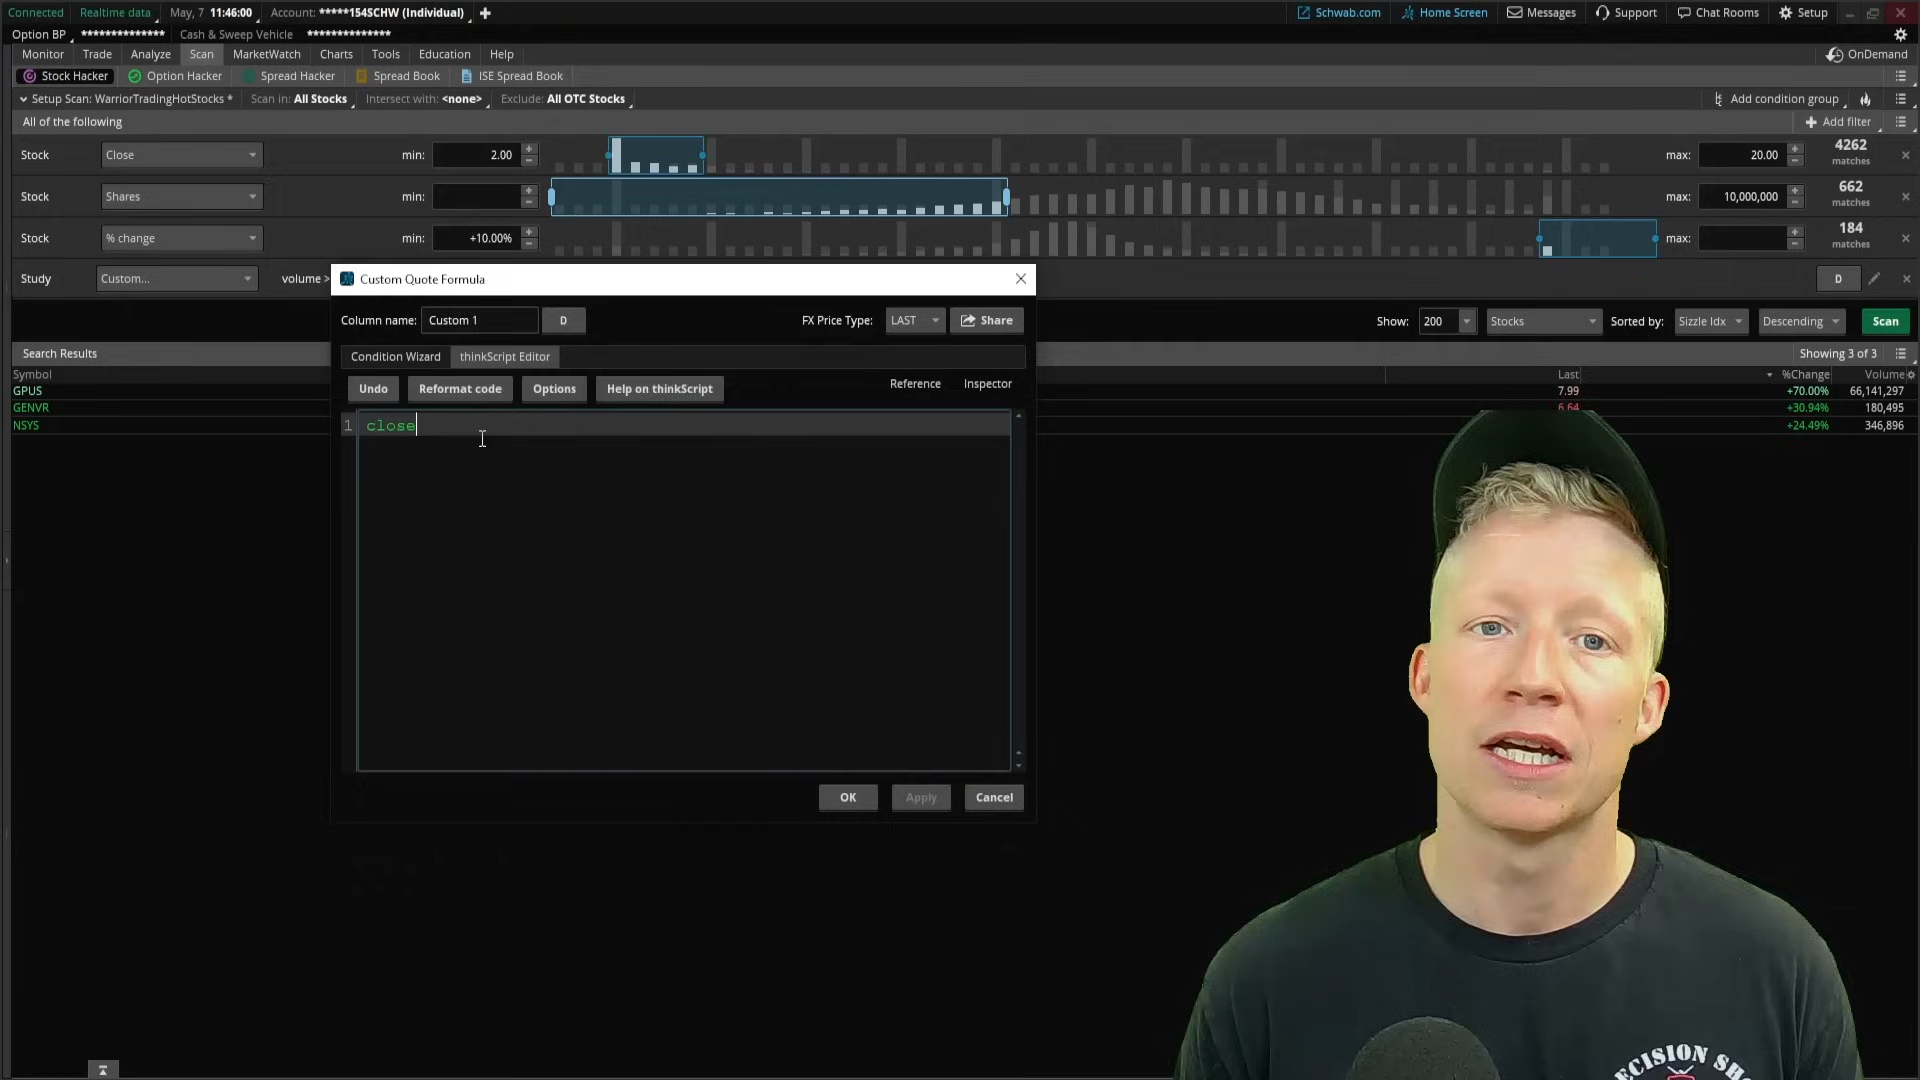 Connected Realtime data May, 7 11:46:00 Account: *****154SCHW (Individual) Schwab.com Home Screen Messages Support Chat Rooms Setup
Option BP ************** Cash & Sweep Vehicle **************
Monitor Trade Analyze Scan MarketWatch Charts Tools Education Help OnDemand
Stock Hacker Option Hacker Spread Hacker Spread Book ISE Spread Book
Setup Scan: WarriorTradingHotStocks * Scan in: All Stocks Intersect with: <none> Exclude: All OTC Stocks Add condition group
All of the following Add filter
Stock Close min: 2.00 max: 20.00 4262 matches
Stock Shares min: max: 10,000,000 662 matches
Stock % change min: +10.00% max: 184 matches
Study Custom... volume > D
Custom Quote Formula
Column name: Custom 1 D FX Price Type: LAST Share
Show: 200 Stocks Sorted by: Sizzle Idx Descending Scan
Condition Wizard thinkScript Editor
Search Results Showing 3 of 3
Undo Reformat code Options Help on thinkScript Reference Inspector
Symbol Last %Change Volume
GPUS 7.99 +70.00% 66,141,297
GENVR 6.64 +30.94% 180,495
NSYS +24.49% 346,896
1 close
OK Apply Cancel
ECISION SH